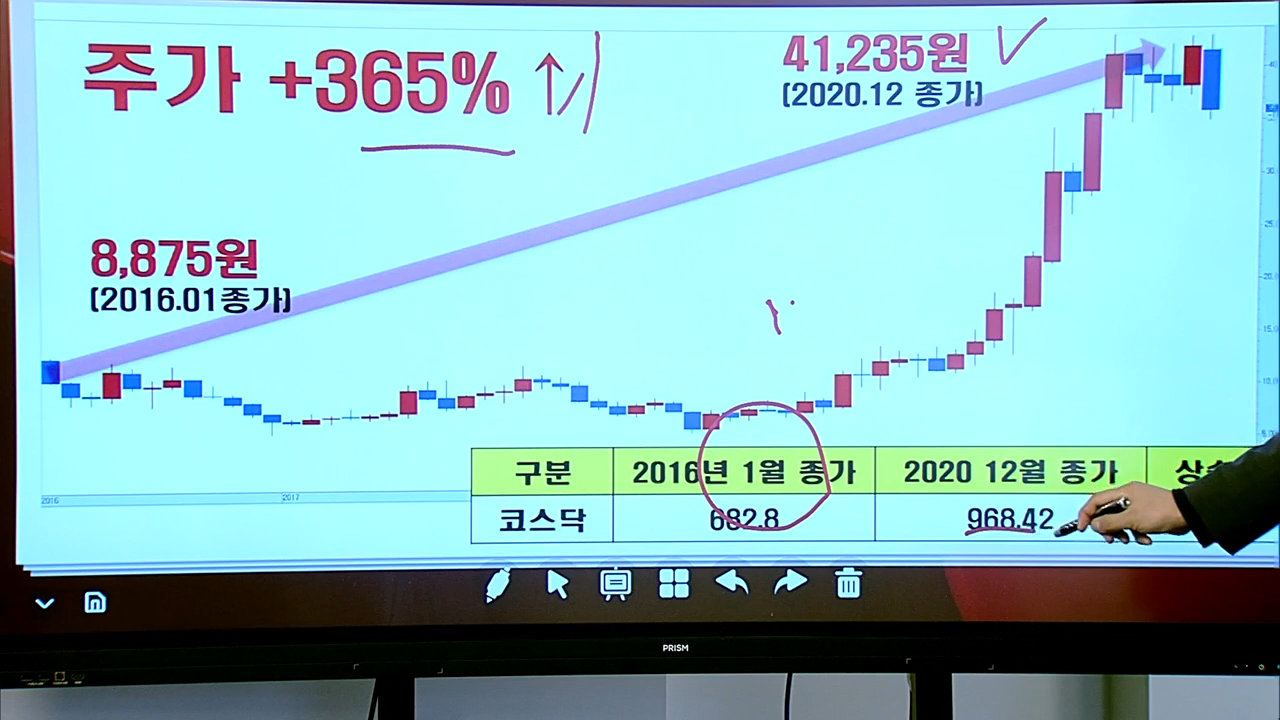 주가 +365%
41,235원
(2020.12 종가)
8,875원
(2016.01종가)
구분 2016년 1월 종가 2020 12월 종가
코스닥 682.8 968.42
2016 2017
PRISM